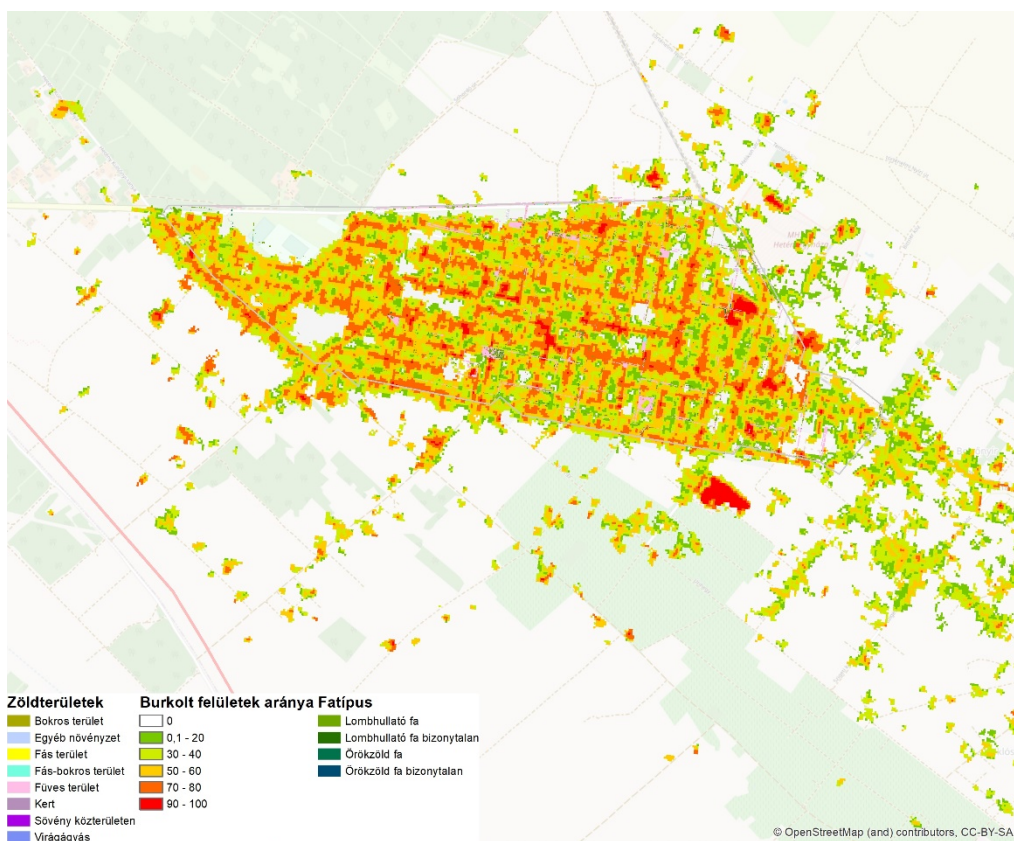 MH
Zöldterületek
Bokros terület
Egyéb növényzet
Fás terület
Fás-bokros terület
Füves terület
Kert
Sövény közterületen
Virágágyás
Burkolt felületek aránya
0
0,1 - 20
30 - 40
50 - 60
70 - 80
90 - 100
Fatípus
Lombhullató fa
Lombhullató fa bizonytalan
Örökzöld fa
Örökzöld fa bizonytalan
© OpenStreetMap (and) contributors, CC-BY-SA